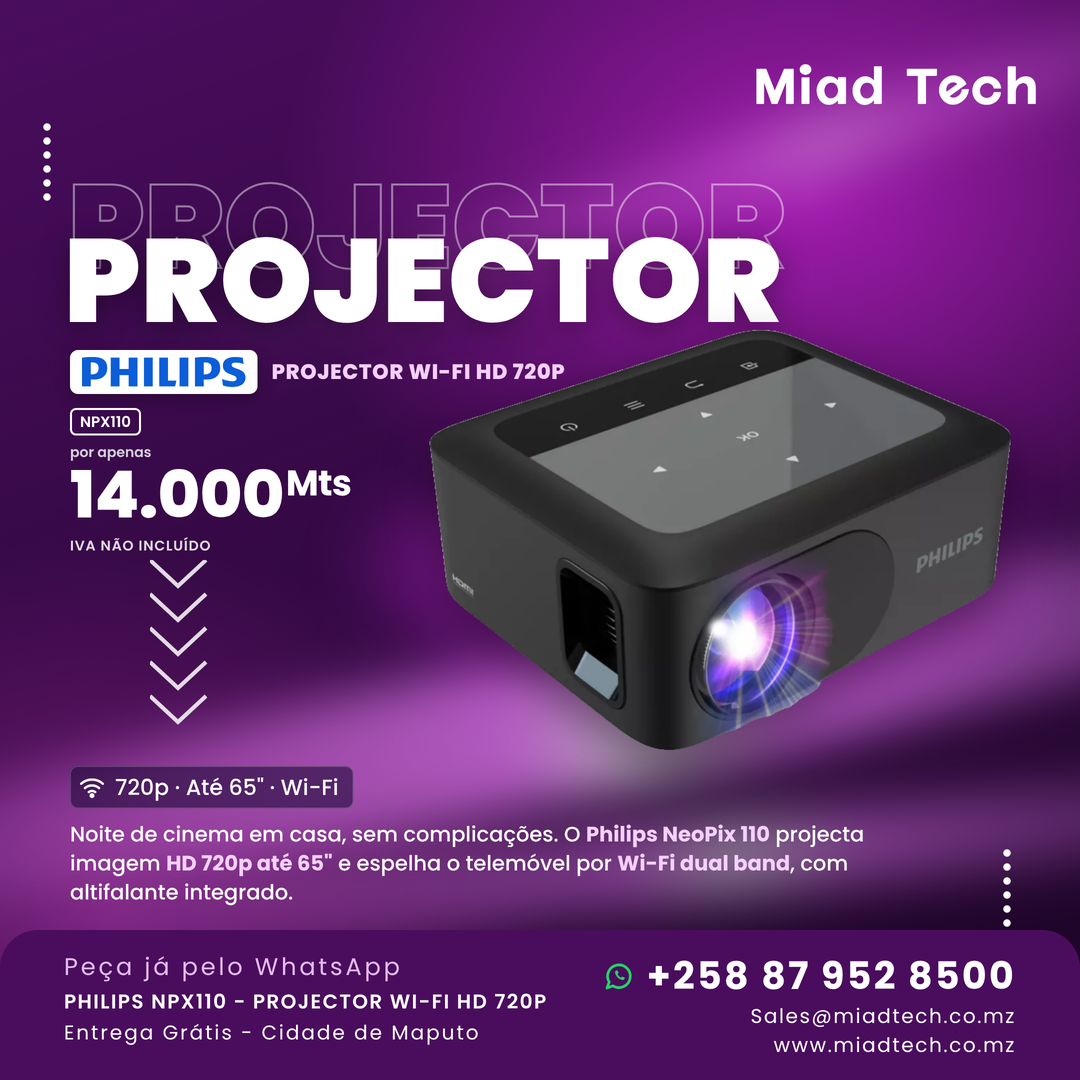 Miad Tech
PROJECTOR
PROJECTOR
PHILIPS PROJECTOR WI-FI HD 720P
NPX110
por apenas
14.000Mts
IVA NÃO INCLUÍDO
OK
HDMI
PHILIPS
720p · Até 65" · Wi-Fi
Noite de cinema em casa, sem complicações. O Philips NeoPix 110 projecta
imagem HD 720p até 65" e espelha o telemóvel por Wi-Fi dual band, com
altifalante integrado.
Peça já pelo WhatsApp
PHILIPS NPX110 - PROJECTOR WI-FI HD 720P
Entrega Grátis - Cidade de Maputo
+258 87 952 8500
Sales@miadtech.co.mz
www.miadtech.co.mz